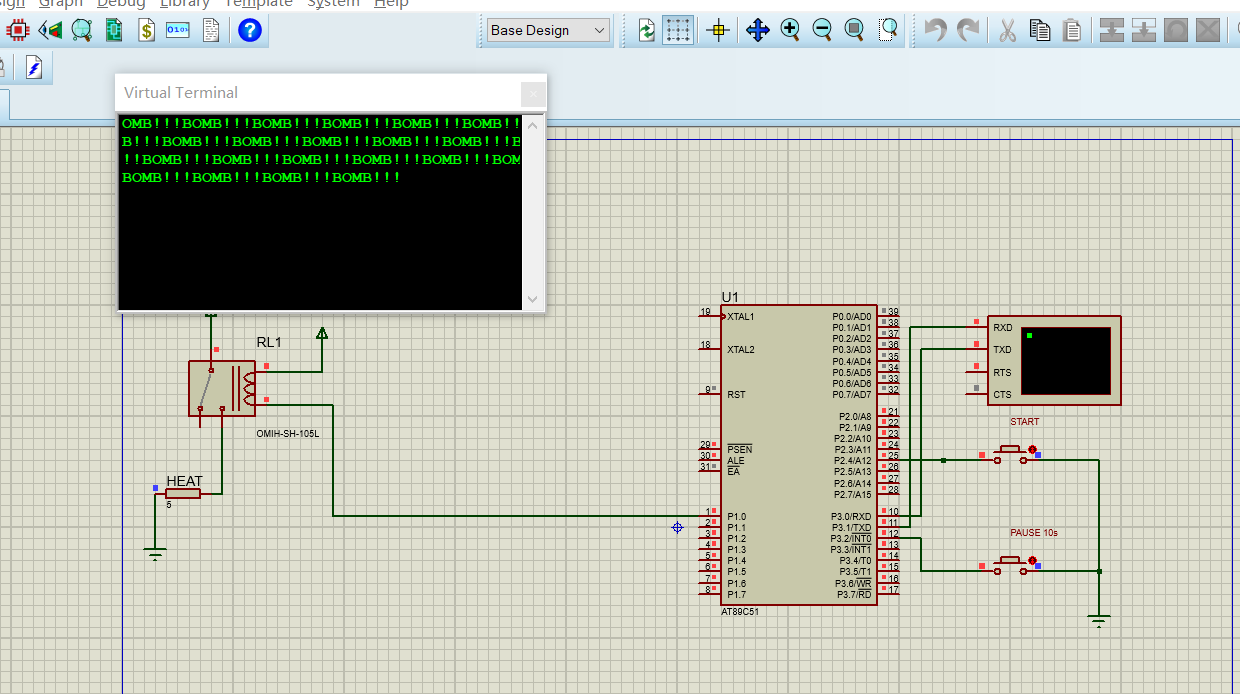 Graph Debug Library Template System Help
Base Design
Virtual Terminal
OMB!!!BOMB!!!BOMB!!!BOMB!!!BOMB!!!BOMB!!
B!!!BOMB!!!BOMB!!!BOMB!!!BOMB!!!BOMB!!!B
!!BOMB!!!BOMB!!!BOMB!!!BOMB!!!BOMB!!!BOM
BOMB!!!BOMB!!!BOMB!!!BOMB!!!
RL1
OMIH-SH-105L
HEAT
5
U1
19 XTAL1
18 XTAL2
9 RST
29 PSEN
30 ALE
31 EA
1 P1.0
2 P1.1
3 P1.2
4 P1.3
5 P1.4
6 P1.5
7 P1.6
8 P1.7
P0.0/AD0 39
P0.1/AD1 38
P0.2/AD2 37
P0.3/AD3 36
P0.4/AD4 35
P0.5/AD5 34
P0.6/AD6 33
P0.7/AD7 32
P2.0/A8 21
P2.1/A9 22
P2.2/A10 23
P2.3/A11 24
P2.4/A12 25
P2.5/A13 26
P2.6/A14 27
P2.7/A15 28
P3.0/RXD 10
P3.1/TXD 11
P3.2/INT0 12
P3.3/INT1 13
P3.4/T0 14
P3.5/T1 15
P3.6/WR 16
P3.7/RD 17
AT89C51
RXD
TXD
RTS
CTS
START
PAUSE 10s